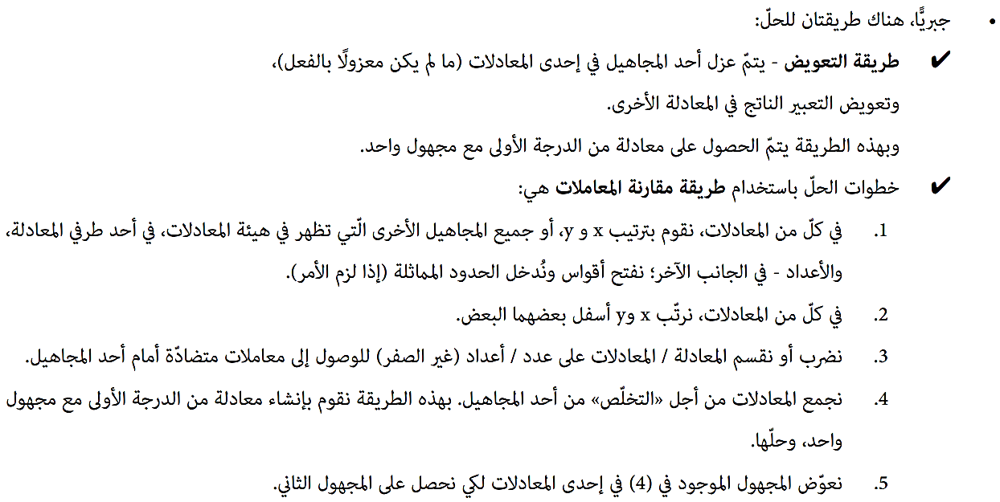 • جبريًّا، هناك طريقتان للحلّ:
✔ طريقة التعويض - يتمّ عزل أحد المجاهيل في إحدى المعادلات (ما لم يكن معزولًا بالفعل)،
وتعويض التعبير الناتج في المعادلة الأخرى.
وبهذه الطريقة يتمّ الحصول على معادلة من الدرجة الأولى مع مجهول واحد.
✔ خطوات الحلّ باستخدام طريقة مقارنة المعاملات هي:
1. في كلّ من المعادلات، نقوم بترتيب x و y، أو جميع المجاهيل الأخرى الّتي تظهر في هيئة المعادلات، في أحد طرفي المعادلة،
والأعداد - في الجانب الآخر؛ نفتح أقواس ونُدخل الحدود المماثلة (إذا لزم الأمر).
2. في كلّ من المعادلات، نرتّب x وy أسفل بعضهما البعض.
3. نضرب أو نقسم المعادلة / المعادلات على عدد / أعداد (غير الصفر) للوصول إلى معاملات متضادّة أمام أحد المجاهيل.
4. نجمع المعادلات من أجل «التخلّص» من أحد المجاهيل. بهذه الطريقة نقوم بإنشاء معادلة من الدرجة الأولى مع مجهول
واحد، وحلّها.
5. نعوّض المجهول الموجود في (4) في إحدى المعادلات لكي نحصل على المجهول الثاني.